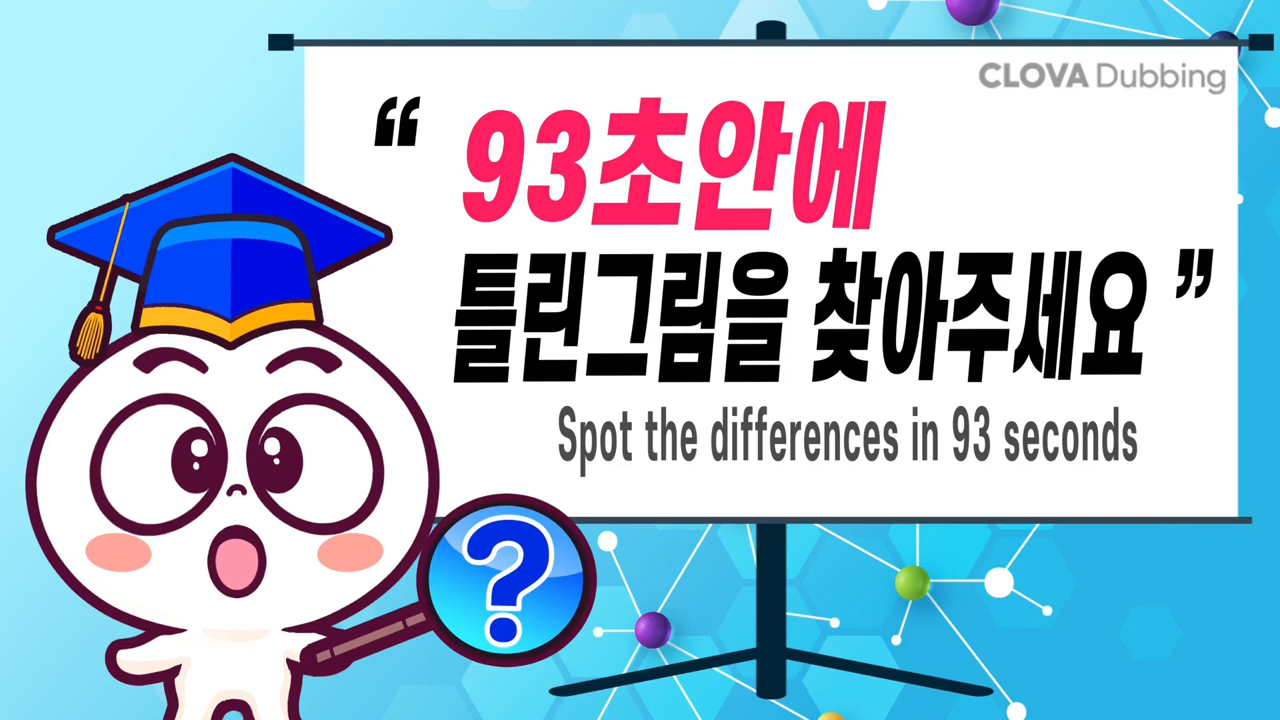 CLOVA Dubbing
“ 93초안에
틀린그림을 찾아주세요 ”
Spot the differences in 93 seconds
?